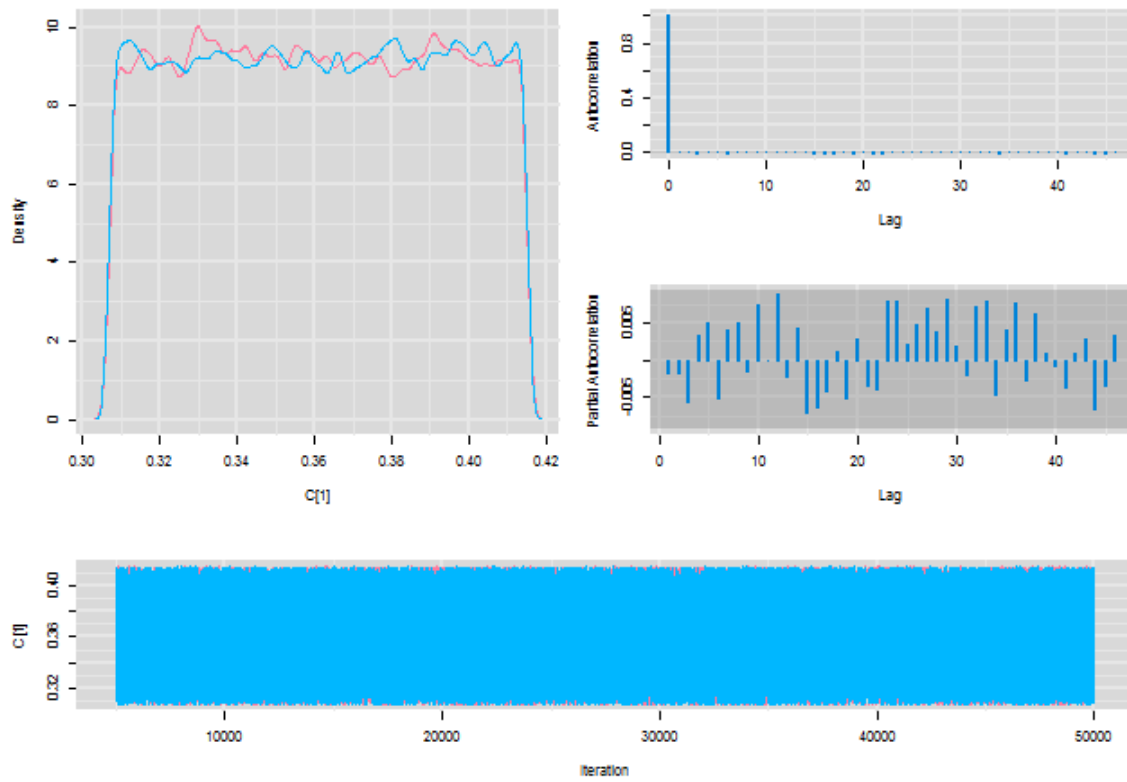 Density
10
8
6
4
2
0
0.30 0.32 0.34 0.36 0.38 0.40 0.42
C[1]
Autocorrelation
0.8
0.4
0.0
0 10 20 30 40
Lag
Partial Autocorrelation
0.005
-0.005
0 10 20 30 40
Lag
C[1]
0.40
0.36
0.32
10000 20000 30000 40000 50000
Iteration